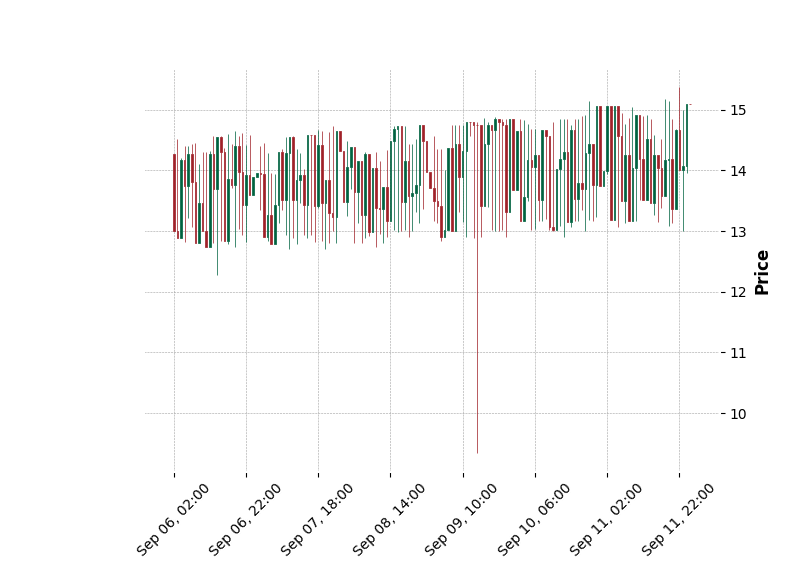 15
14
13
12
11
10
Price
Sep 06, 02:00
Sep 06, 22:00
Sep 07, 18:00
Sep 08, 14:00
Sep 09, 10:00
Sep 10, 06:00
Sep 11, 02:00
Sep 11, 22:00